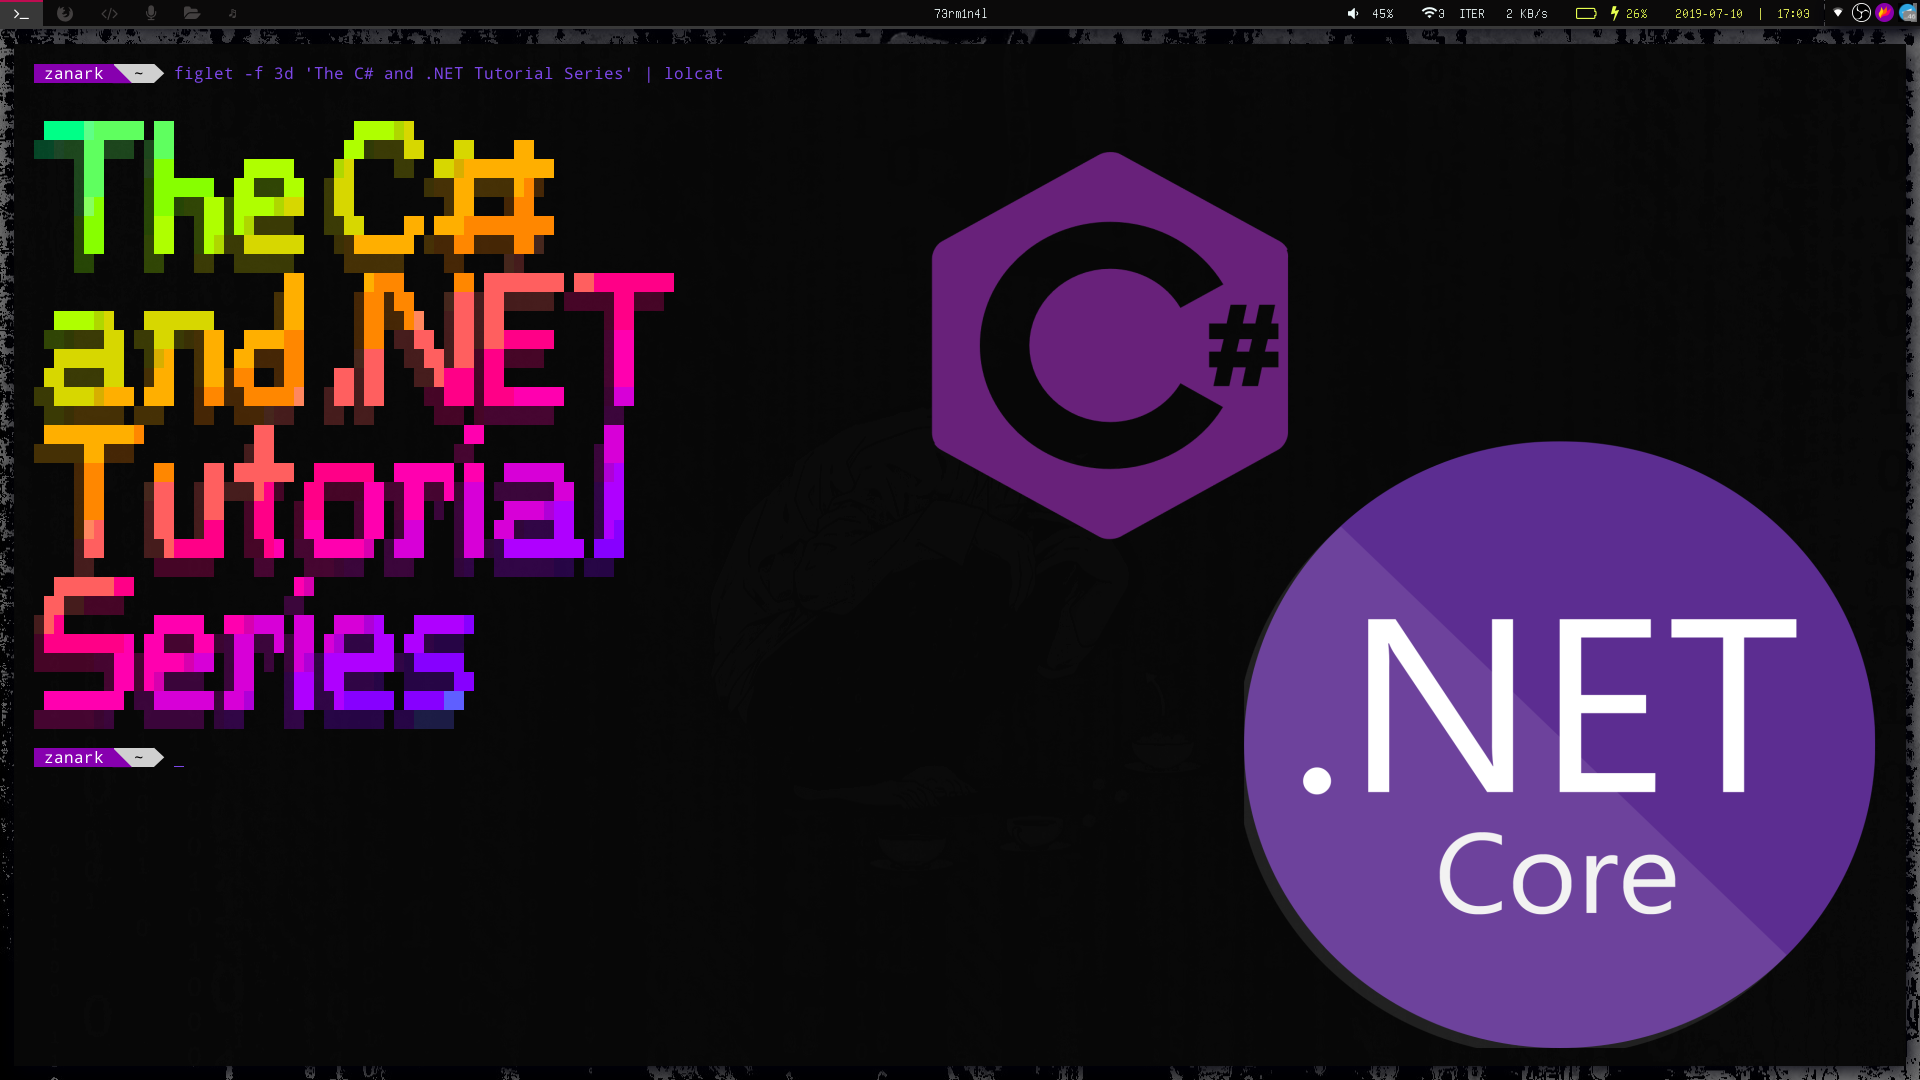 >_ 73rm1n4l 45% 3 ITER 2 KB/s 26% 2019-07-10 | 17:03
zanark ~ figlet -f 3d 'The C# and .NET Tutorial Series' | lolcat
The C#
and .NET
Tutorial
Series
zanark ~ _
C#
.NET
Core